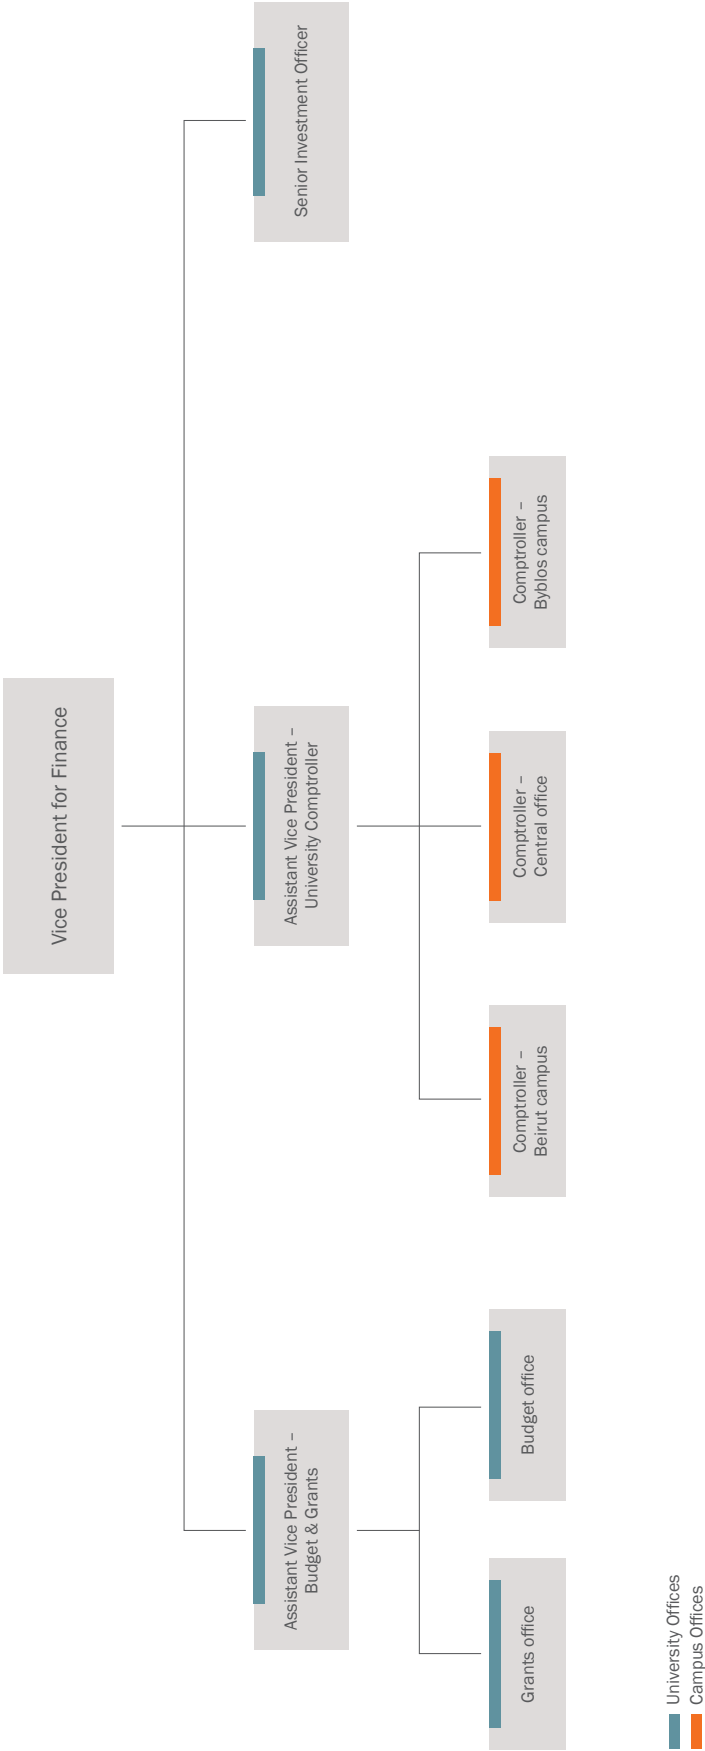 Vice President for Finance
Assistant Vice President –
Budget & Grants
Assistant Vice President –
University Comptroller
Senior Investment Officer
Grants office
Budget office
Comptroller –
Beirut campus
Comptroller –
Central office
Comptroller –
Byblos campus
University Offices
Campus Offices